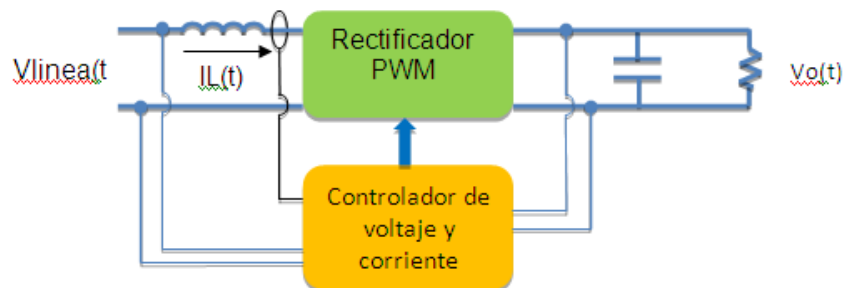 Vlinea(t
IL(t)
Rectificador
PWM
Vo(t)
Controlador de
voltaje y
corriente